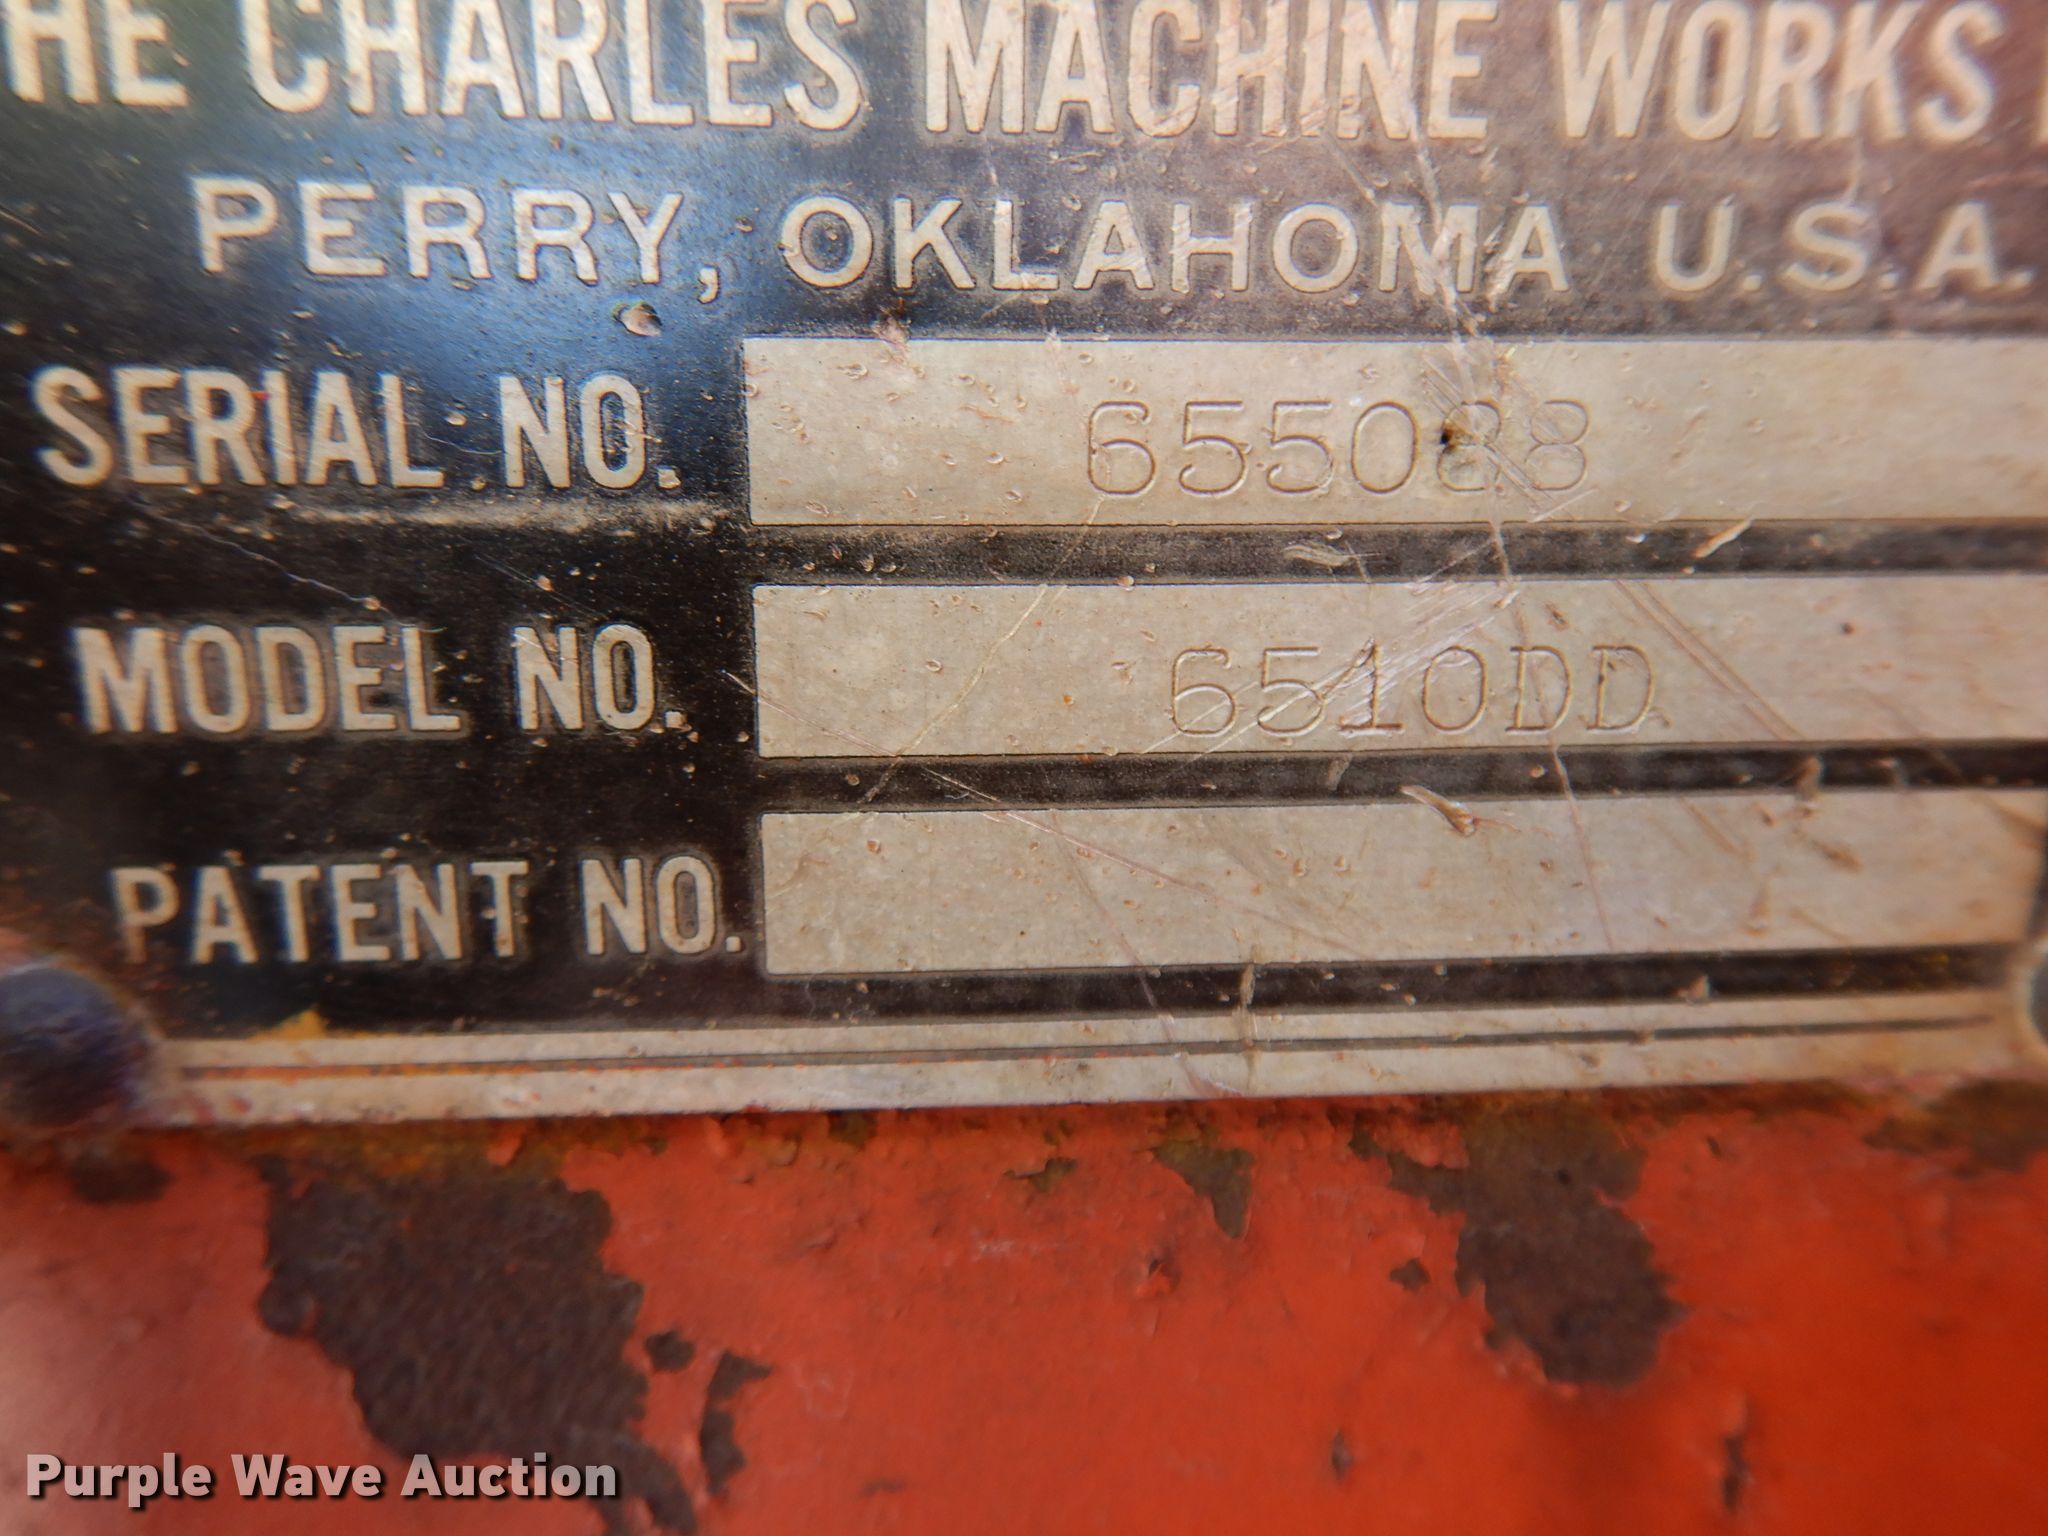 HE CHARLES MACHINE WORKS
PERRY, OKLAHOMA U.S.A.
SERIAL NO. 655088
MODEL NO. 6510DD
PATENT NO.
Purple Wave Auction